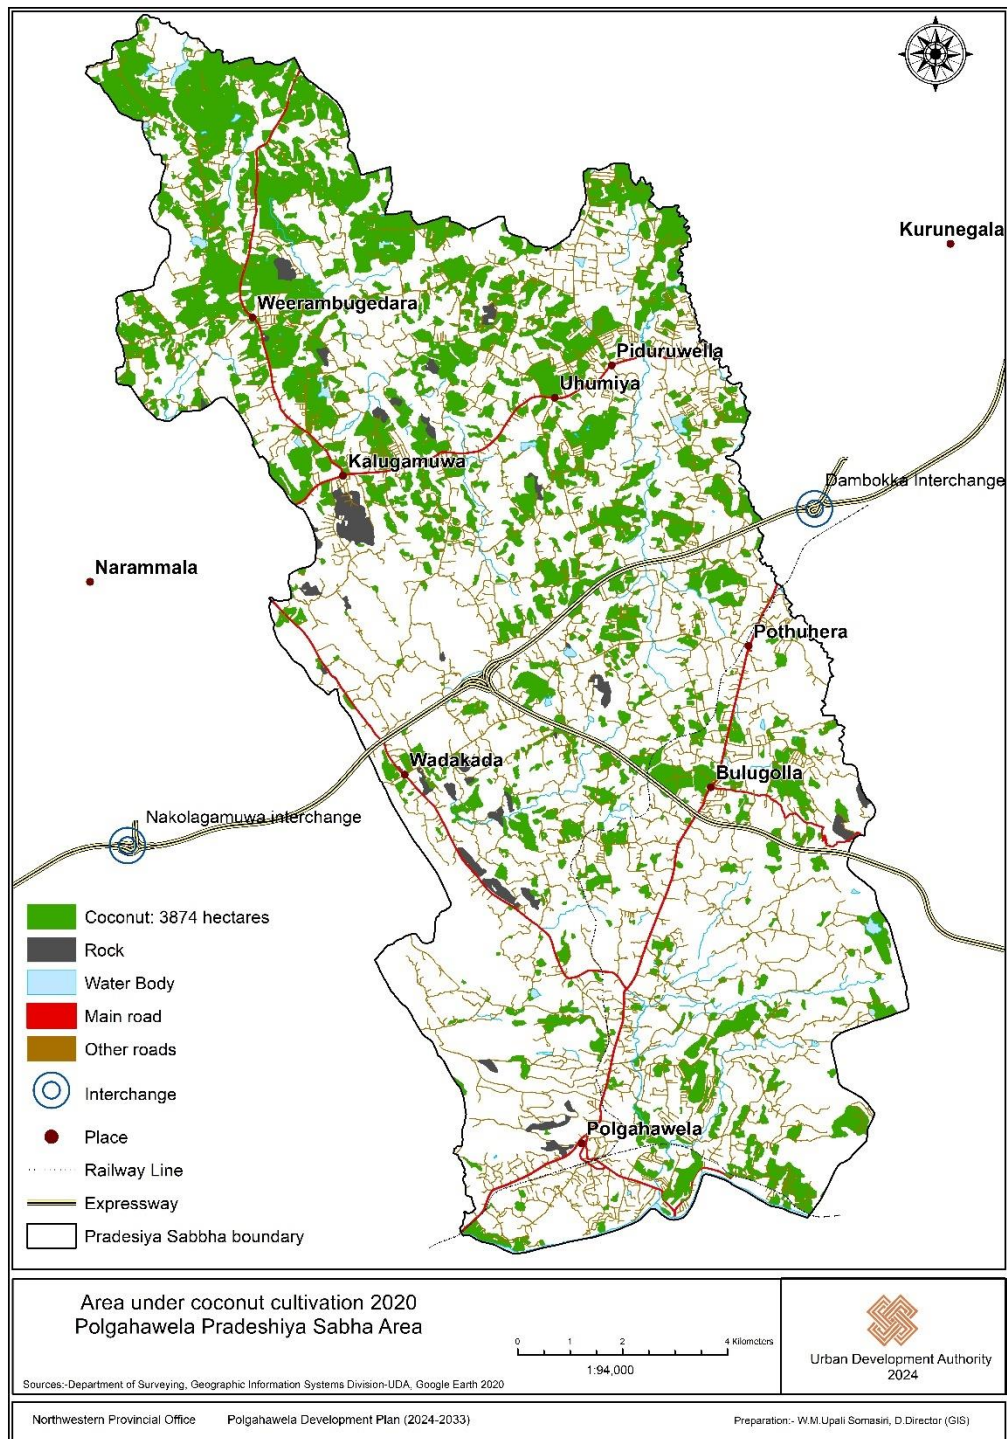 Kurunegala
Weerambugedara
Piduruwella
Uhumiya
Kalugamuwa
Dambokka Interchange
Narammala
Pothuhera
Wadakada
Bulugolla
Nakolagamuwa interchange
Coconut: 3874 hectares
Rock
Water Body
Main road
Other roads
Interchange
Place
Railway Line
Expressway
Pradesiya Sabbha boundary
Polgahawela
Area under coconut cultivation 2020
Polgahawela Pradeshiya Sabha Area
0 1 2 4 Kilometers
1:94,000
Sources:-Department of Surveying, Geographic Information Systems Division-UDA, Google Earth 2020
Urban Development Authority
2024
Northwestern Provincial Office Polgahawela Development Plan (2024-2033) Preparation:- W.M.Upali Somasiri, D.Director (GIS)